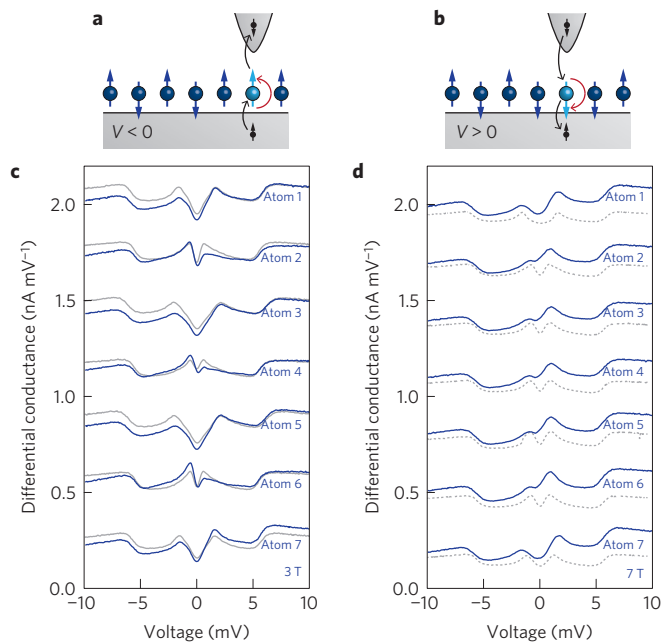 a
b
V < 0
V > 0
c
d
Differential conductance (nA mV⁻¹)
2.0
1.5
1.0
0.5
0.0
Atom 1
Atom 2
Atom 3
Atom 4
Atom 5
Atom 6
Atom 7
3 T
−10
−5
0
5
10
Voltage (mV)
Differential conductance (nA mV⁻¹)
2.0
1.5
1.0
0.5
0.0
Atom 1
Atom 2
Atom 3
Atom 4
Atom 5
Atom 6
Atom 7
7 T
−10
−5
0
5
10
Voltage (mV)